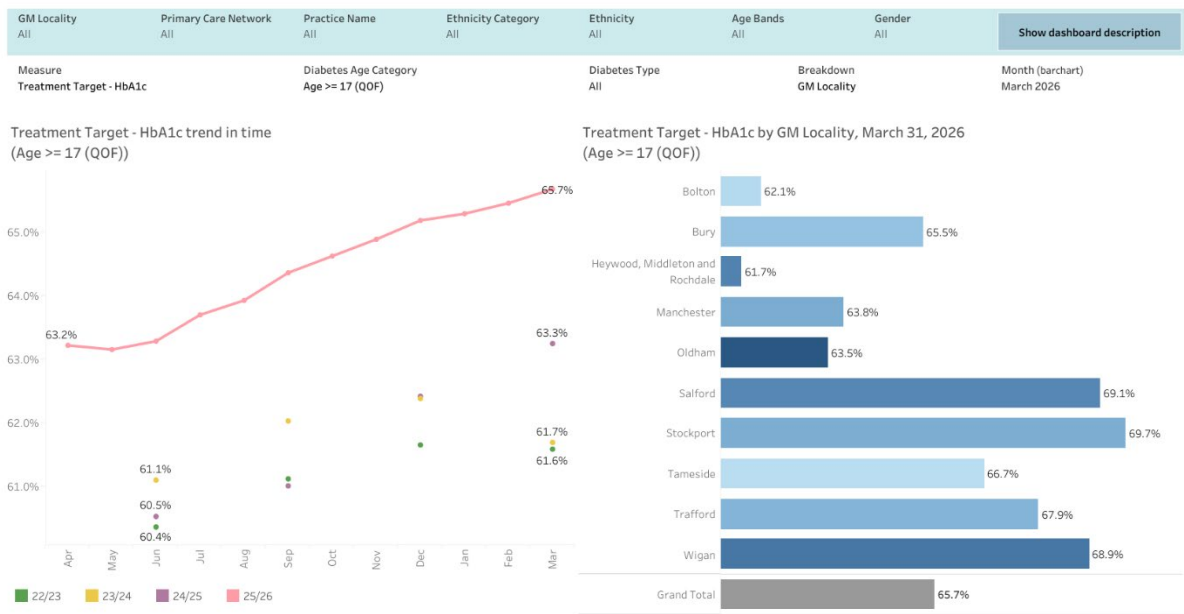 GM Locality Primary Care Network Practice Name Ethnicity Category Ethnicity Age Bands Gender
All All All All All All All
Show dashboard description
Measure Diabetes Age Category Diabetes Type Breakdown Month (barchart)
Treatment Target - HbA1c Age >= 17 (QOF) All GM Locality March 2026
Treatment Target - HbA1c trend in time
(Age >= 17 (QOF))
65.7%
65.0%
64.0%
63.2%
63.3%
63.0%
62.0%
61.7%
61.6%
61.1%
61.0%
60.5%
60.4%
Apr May Jun Jul Aug Sep Oct Nov Dec Jan Feb Mar
22/23 23/24 24/25 25/26
Treatment Target - HbA1c by GM Locality, March 31, 2026
(Age >= 17 (QOF))
Bolton 62.1%
Bury 65.5%
Heywood, Middleton and
Rochdale 61.7%
Manchester 63.8%
Oldham 63.5%
Salford 69.1%
Stockport 69.7%
Tameside 66.7%
Trafford 67.9%
Wigan 68.9%
Grand Total 65.7%